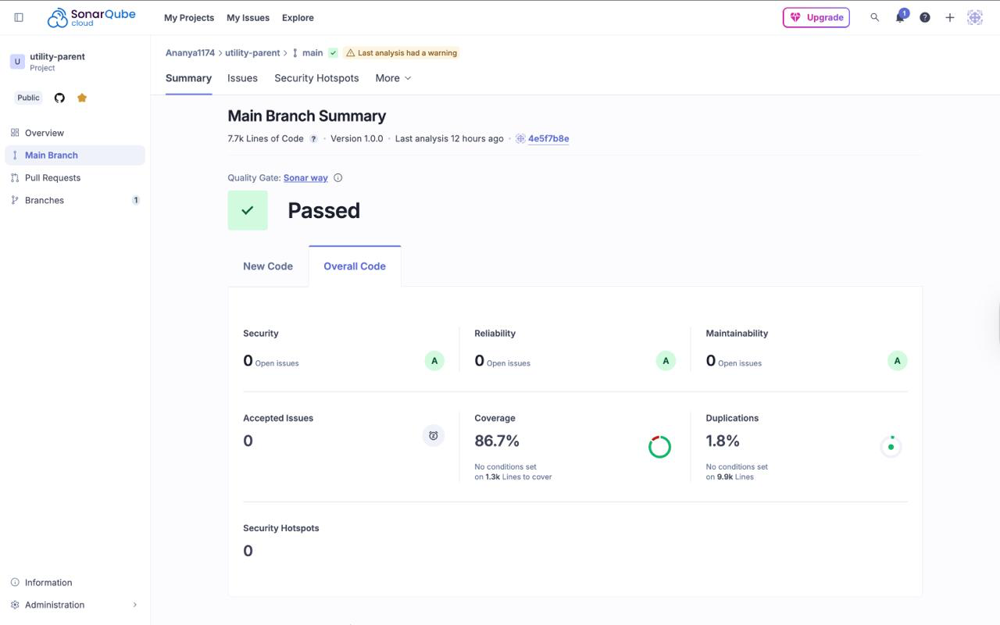 SonarQube cloud
My Projects My Issues Explore
Upgrade
1
U utility-parent
Project
Public
Overview
Main Branch
Pull Requests
Branches 1
Information
Administration
Ananya1174 > utility-parent > main Last analysis had a warning
Summary Issues Security Hotspots More
Main Branch Summary
7.7k Lines of Code ? · Version 1.0.0 · Last analysis 12 hours ago · 4e5f7b8e
Quality Gate: Sonar way
Passed
New Code Overall Code
Security Reliability Maintainability
0 Open issues A 0 Open issues A 0 Open issues A
Accepted Issues Coverage Duplications
0 86.7% 1.8%
No conditions set No conditions set
on 1.3k Lines to cover on 9.9k Lines
Security Hotspots
0